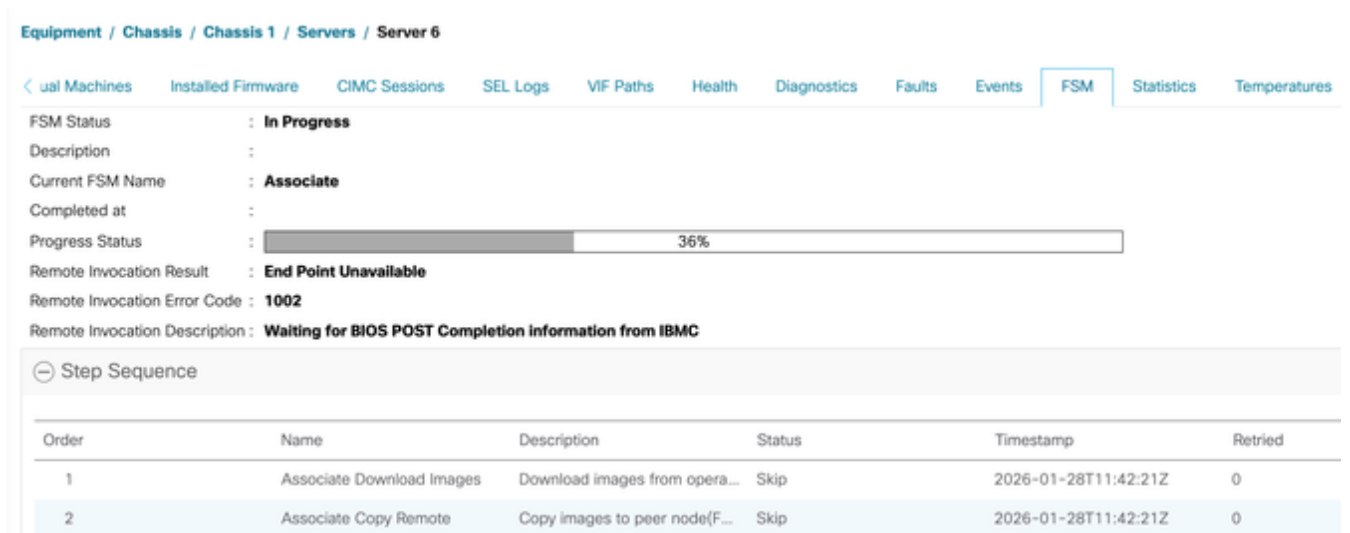 Equipment / Chassis / Chassis 1 / Servers / Server 6
ual Machines Installed Firmware CIMC Sessions SEL Logs VIF Paths Health Diagnostics Faults Events FSM Statistics Temperatures
FSM Status : In Progress
Description :
Current FSM Name : Associate
Completed at :
Progress Status : 36%
Remote Invocation Result : End Point Unavailable
Remote Invocation Error Code : 1002
Remote Invocation Description : Waiting for BIOS POST Completion information from IBMC
Step Sequence
Order Name Description Status Timestamp Retried
1 Associate Download Images Download images from opera... Skip 2026-01-28T11:42:21Z 0
2 Associate Copy Remote Copy images to peer node(F... Skip 2026-01-28T11:42:21Z 0